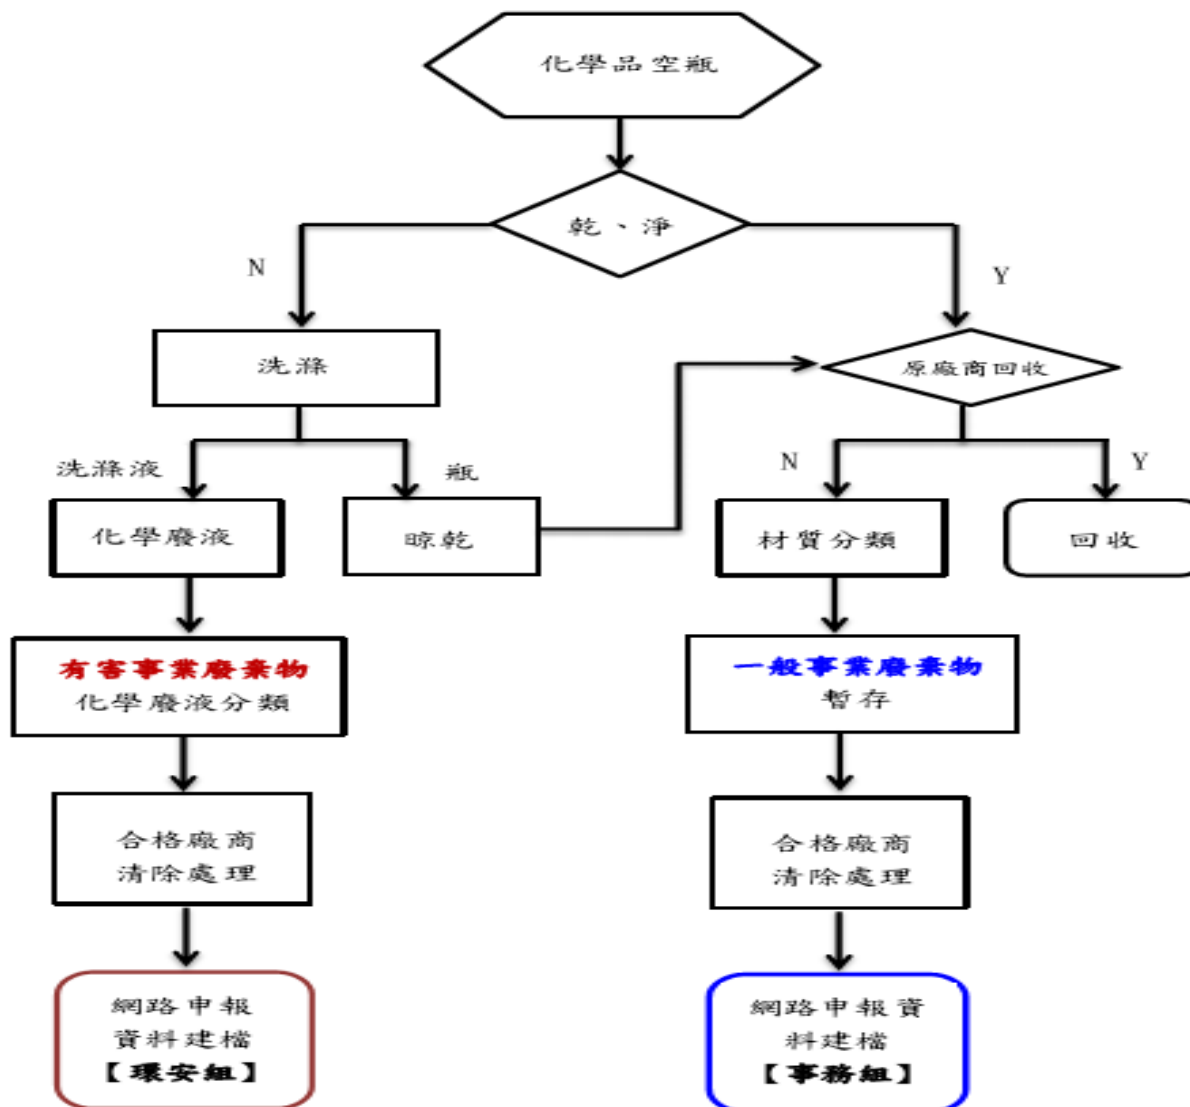 化學品空瓶
乾、淨
N
Y
洗滌
原廠商回收
洗滌液
瓶
N
Y
化學廢液
晾乾
材質分類
回收
有害事業廢棄物
化學廢液分類
一般事業廢棄物
暫存
合格廠商
清除處理
合格廠商
清除處理
網路申報
資料建檔
【環安組】
網路申報資
料建檔
【事務組】